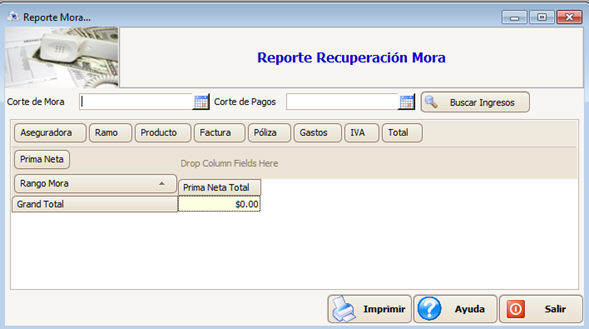 Reporte Mora...
Reporte Recuperación Mora
Corte de Mora Corte de Pagos Buscar Ingresos
Aseguradora Ramo Producto Factura Póliza Gastos IVA Total
Prima Neta Drop Column Fields Here
Rango Mora Prima Neta Total
Grand Total $0.00
Imprimir Ayuda Salir